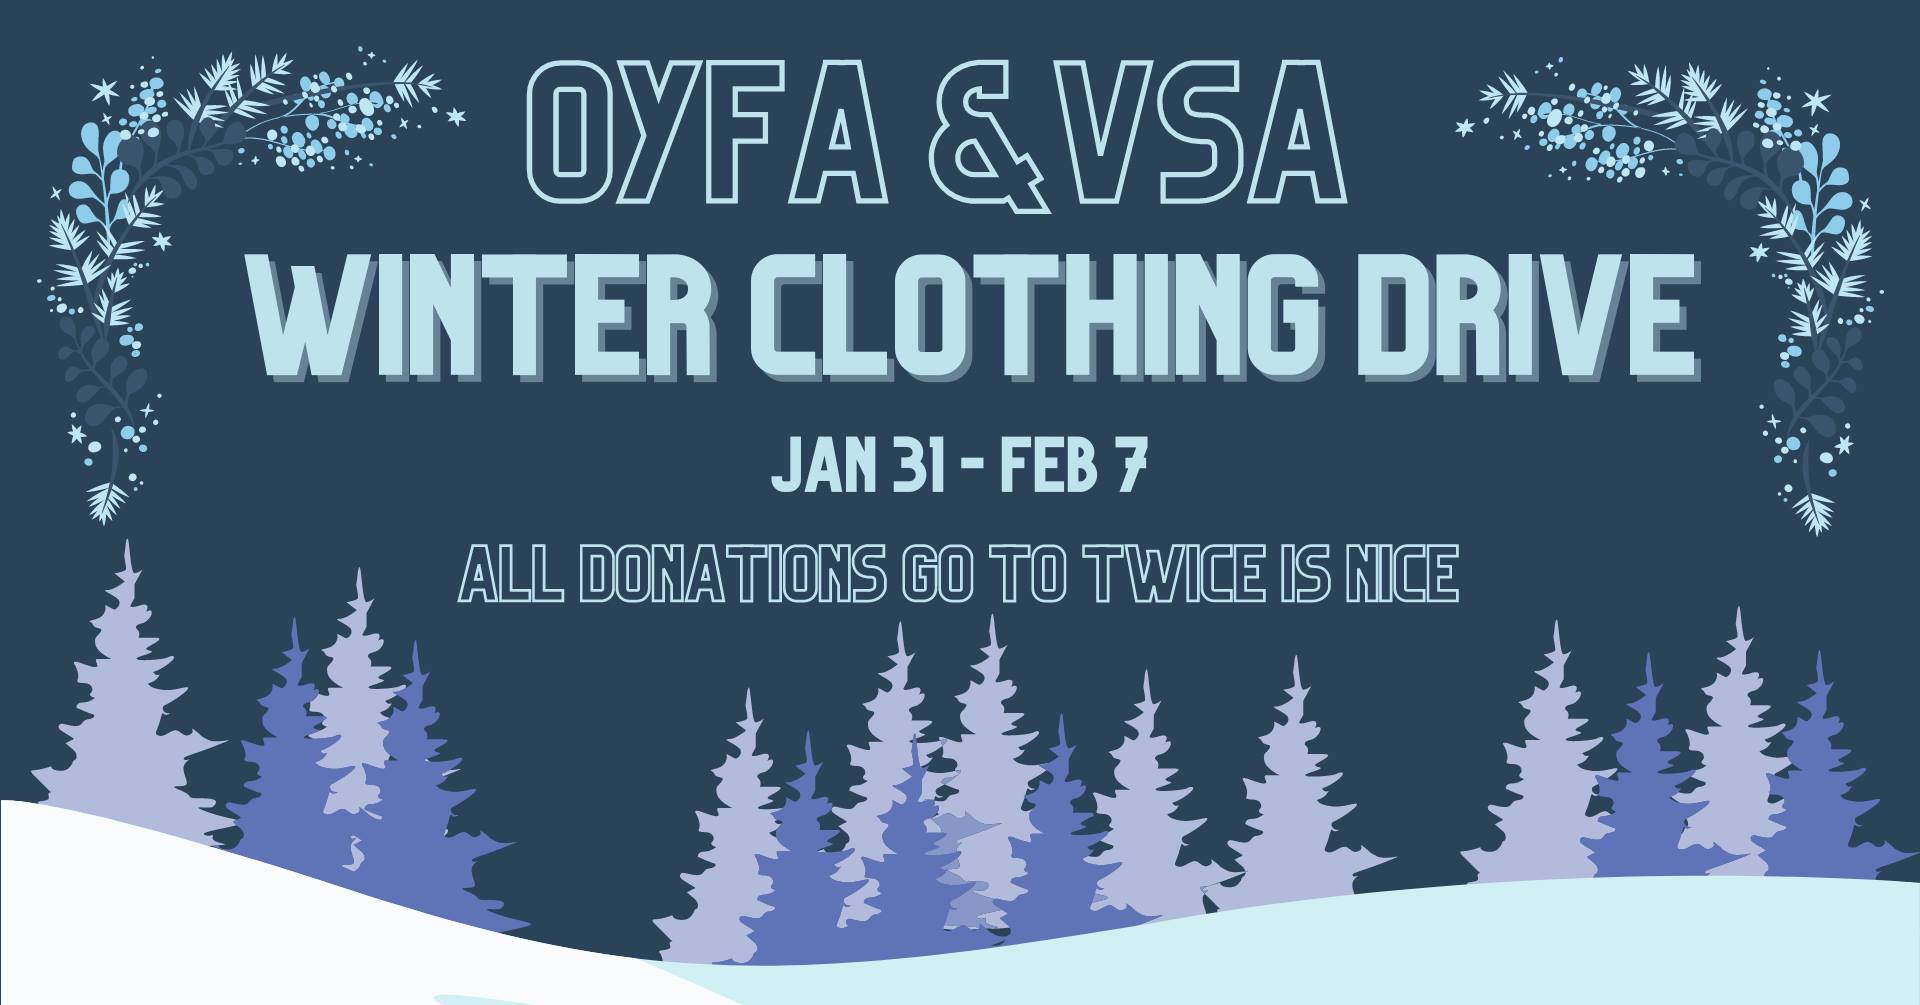 OYFA & VSA
WINTER CLOTHING DRIVE
JAN 31 - FEB 7
ALL DONATIONS GO TO TWICE IS NICE